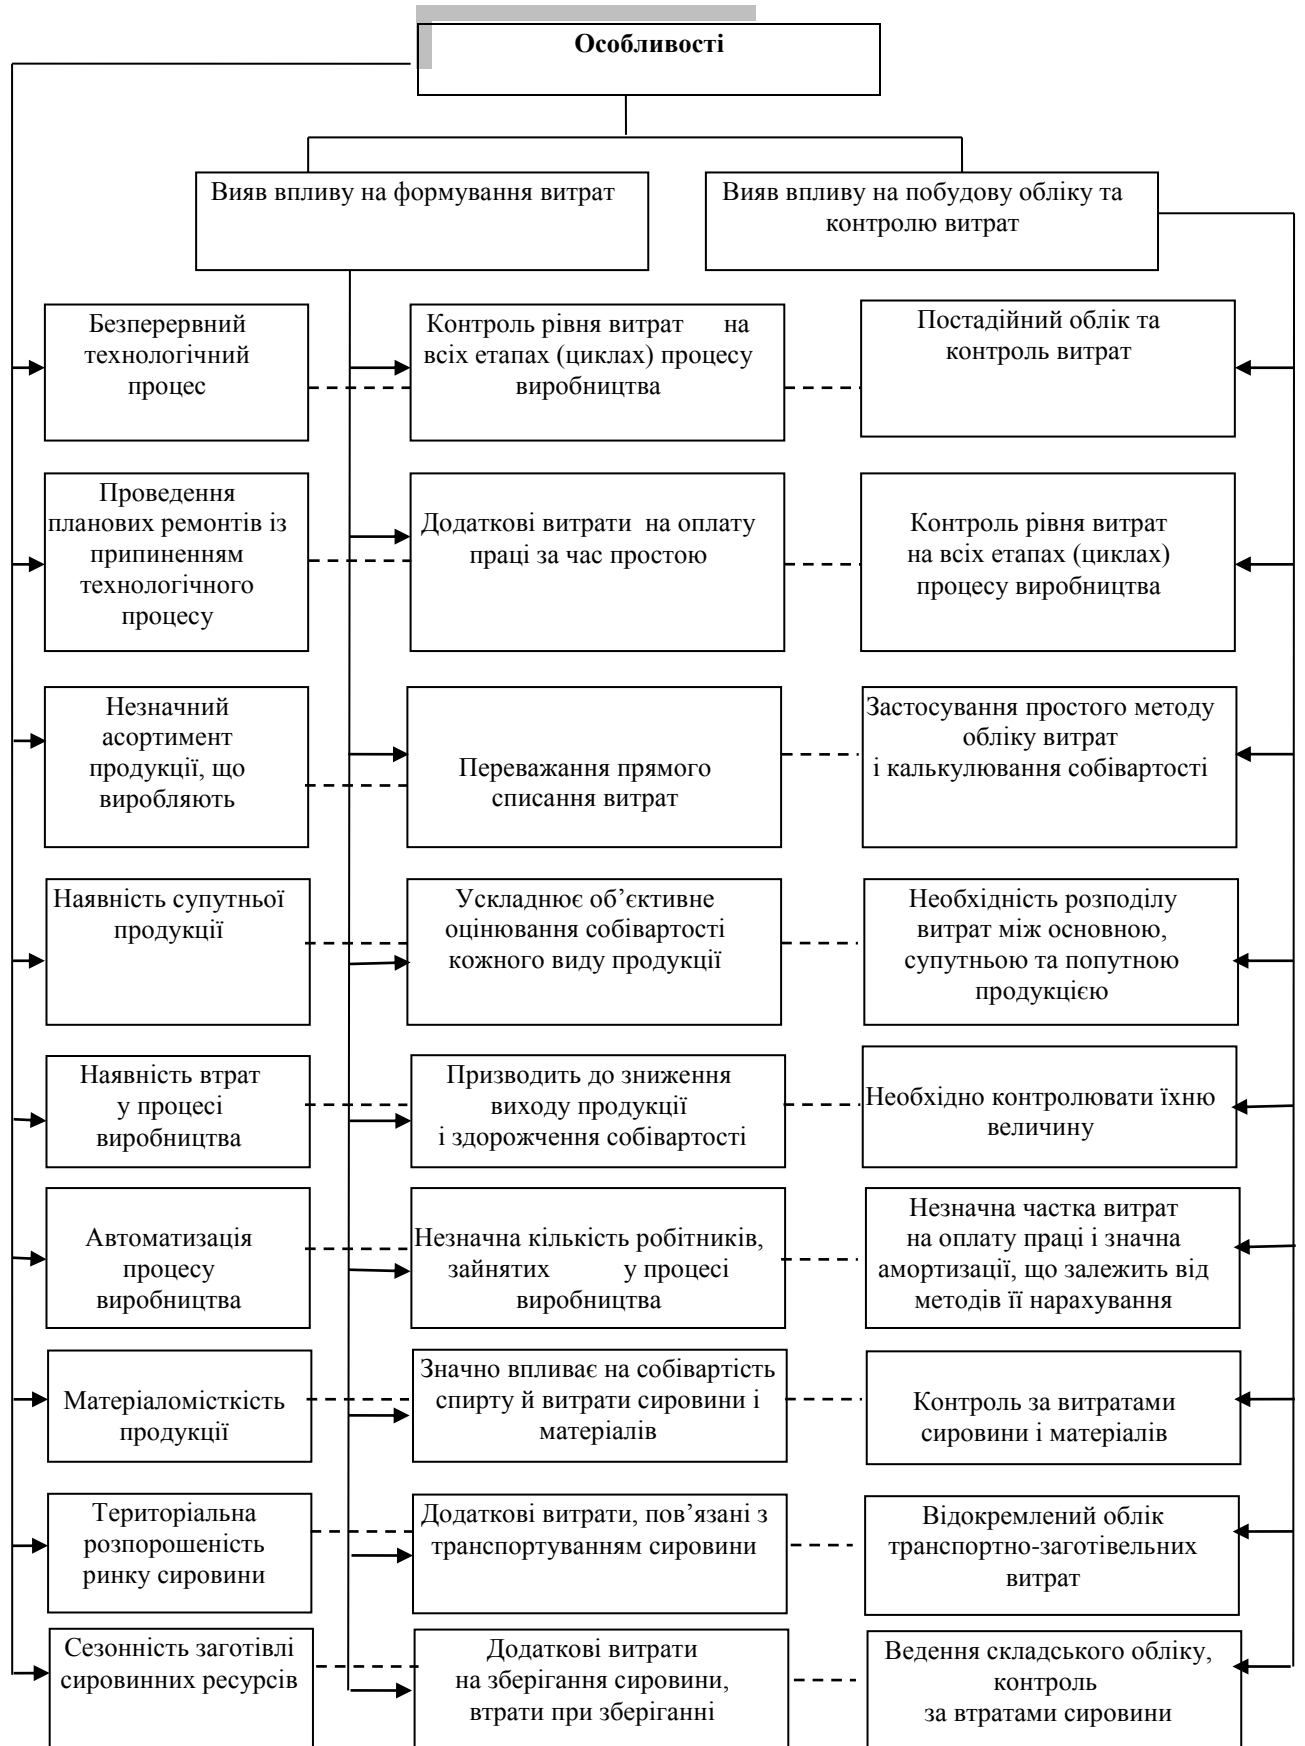 Особливості
Вияв впливу на формування витрат
Вияв впливу на побудову обліку та
контролю витрат
Безперервний
технологічний
процес
Контроль рівня витрат на
всіх етапах (циклах) процесу
виробництва
Постадійний облік та
контроль витрат
Проведення
планових ремонтів із
припиненням
технологічного
процесу
Додаткові витрати на оплату
праці за час простою
Контроль рівня витрат
на всіх етапах (циклах)
процесу виробництва
Незначний
асортимент
продукції, що
виробляють
Переважання прямого
списання витрат
Застосування простого методу
обліку витрат
і калькулювання собівартості
Наявність супутньої
продукції
Ускладнює об’єктивне
оцінювання собівартості
кожного виду продукції
Необхідність розподілу
витрат між основною,
супутньою та попутною
продукцією
Наявність втрат
у процесі
виробництва
Призводить до зниження
виходу продукції
і здорожчення собівартості
Необхідно контролювати їхню
величину
Автоматизація
процесу
виробництва
Незначна кількість робітників,
зайнятих у процесі
виробництва
Незначна частка витрат
на оплату праці і значна
амортизації, що залежить від
методів її нарахування
Матеріаломісткість
продукції
Значно впливає на собівартість
спирту й витрати сировини і
матеріалів
Контроль за витратами
сировини і матеріалів
Територіальна
розпорошеність
ринку сировини
Додаткові витрати, пов’язані з
транспортуванням сировини
Відокремлений облік
транспортно-заготівельних
витрат
Сезонність заготівлі
сировинних ресурсів
Додаткові витрати
на зберігання сировини,
втрати при зберіганні
Ведення складського обліку,
контроль
за втратами сировини